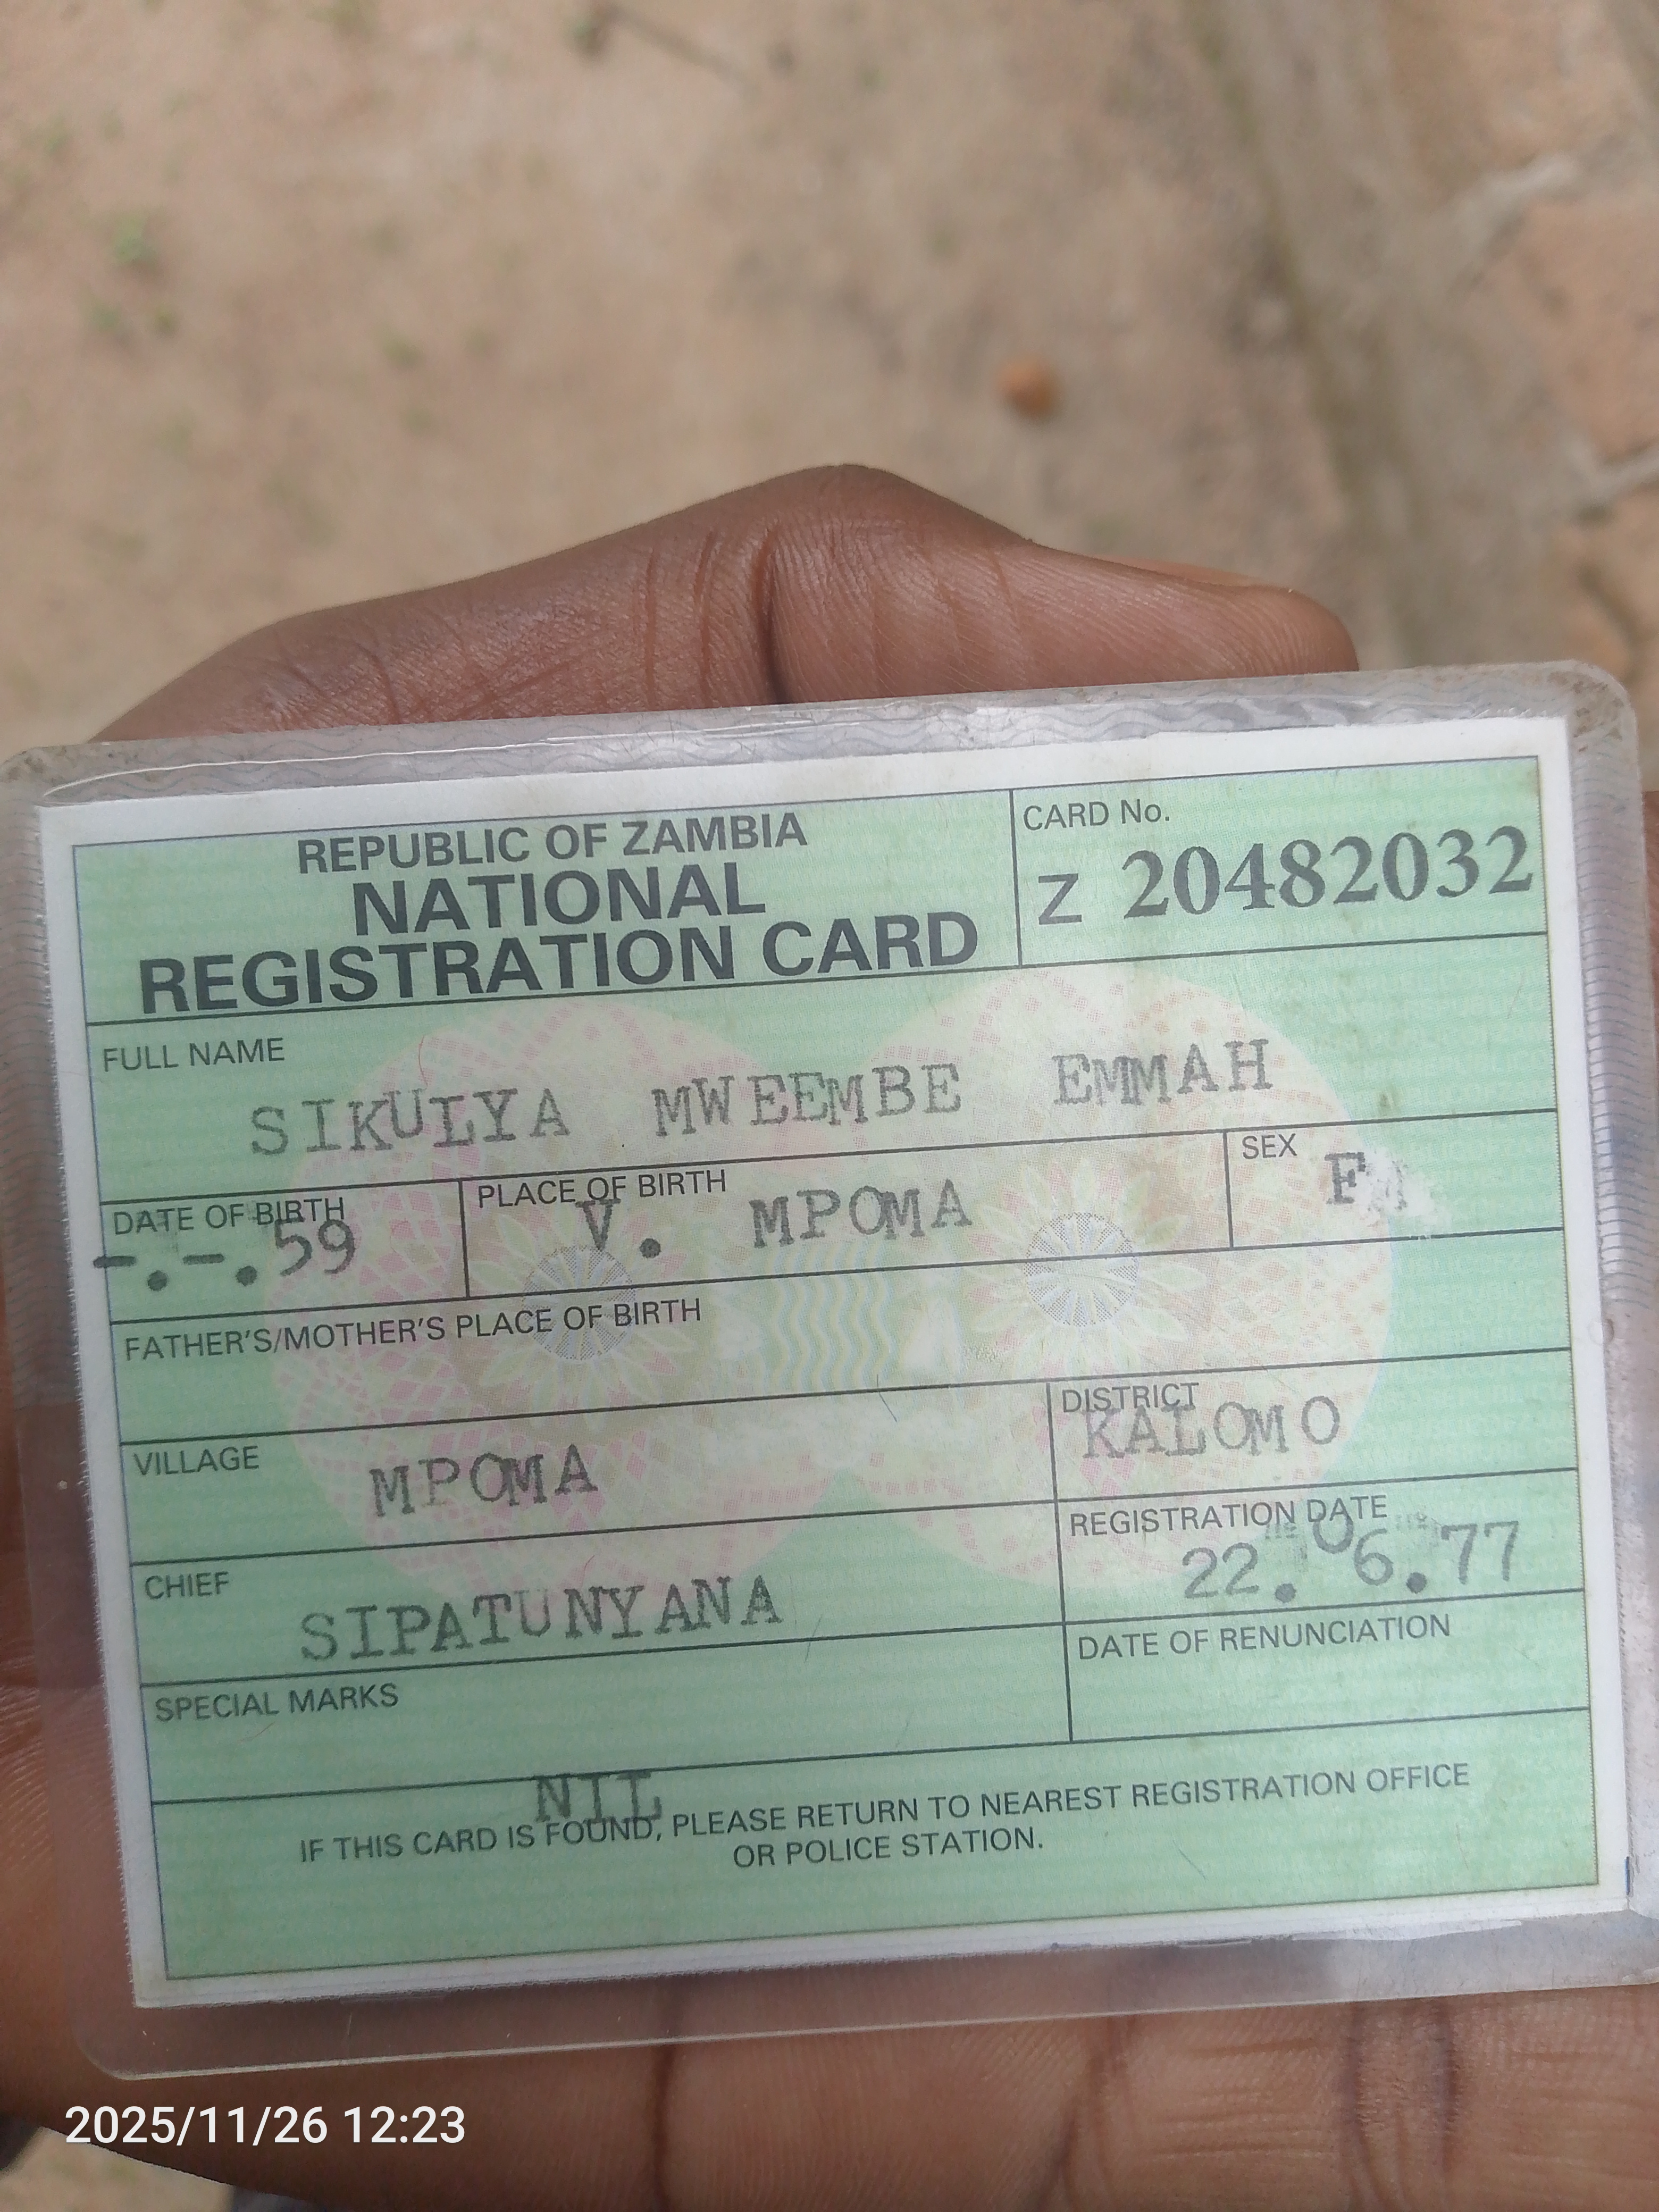 REPUBLIC OF ZAMBIA
NATIONAL
REGISTRATION CARD
CARD No.
Z 20482032
FULL NAME
SIKULYA MWEEMBE EMMAH
DATE OF BIRTH
-.-.59
PLACE OF BIRTH
V. MPOMA
SEX
F
FATHER'S/MOTHER'S PLACE OF BIRTH
VILLAGE
MPOMA
DISTRICT
KALOMO
CHIEF
SIPATUNYANA
REGISTRATION DATE
22.06.77
SPECIAL MARKS
NIL
DATE OF RENUNCIATION
IF THIS CARD IS FOUND, PLEASE RETURN TO NEAREST REGISTRATION OFFICE
OR POLICE STATION.
2025/11/26 12:23